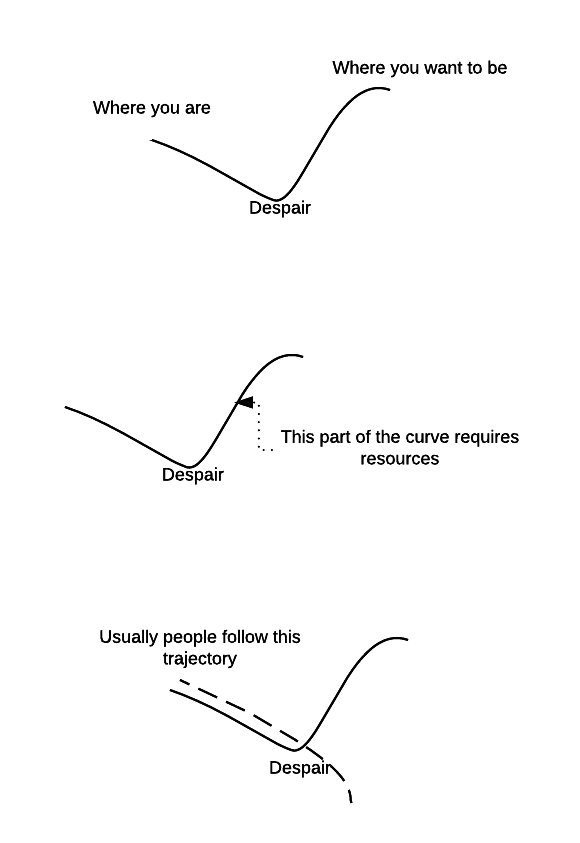 Where you want to be
Where you are
Despair
This part of the curve requires
resources
Despair
Usually people follow this
trajectory
Despair